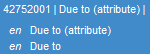 42752001 | Due to (attribute) |
en Due to (attribute)
en Due to